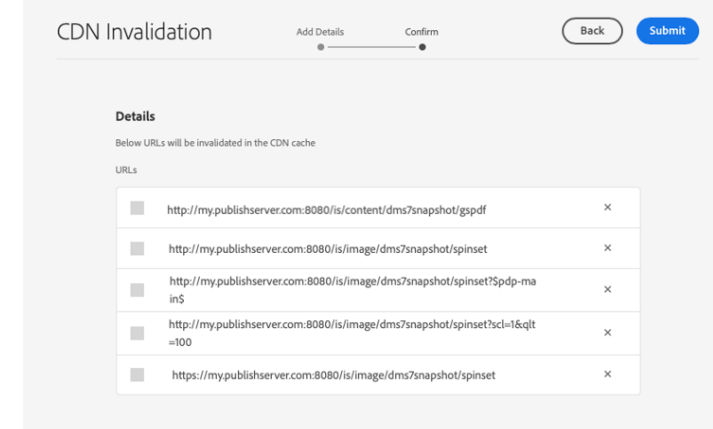 CDN Invalidation
Add Details
Confirm
Back
Submit
Details
Below URLs will be invalidated in the CDN cache
URLs
http://my.publishserver.com:8080/is/content/dms7snapshot/gspdf
×
http://my.publishserver.com:8080/is/image/dms7snapshot/spinset
×
http://my.publishserver.com:8080/is/image/dms7snapshot/spinset?$pdp-ma
in$
×
http://my.publishserver.com:8080/is/image/dms7snapshot/spinset?scl=1&qlt
=100
×
https://my.publishserver.com:8080/is/image/dms7snapshot/spinset
×